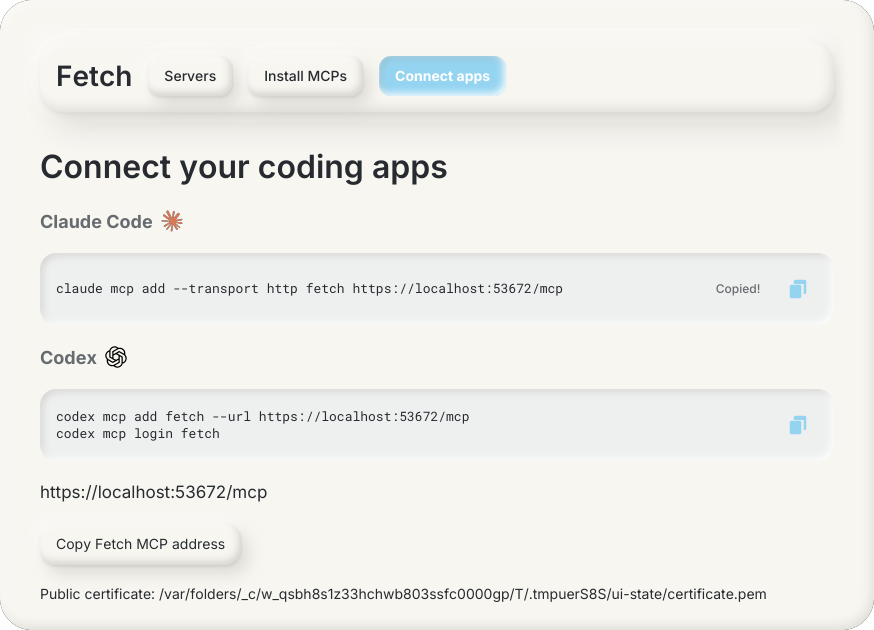 Fetch
Servers
Install MCPs
Connect apps
Connect your coding apps
Claude Code
claude mcp add --transport http fetch https://localhost:53672/mcp
Copied!
Codex
codex mcp add fetch --url https://localhost:53672/mcp
codex mcp login fetch
https://localhost:53672/mcp
Copy Fetch MCP address
Public certificate: /var/folders/_c/w_qsbh8s1z33hchwb803ssfc0000gp/T/.tmpuerS8S/ui-state/certificate.pem